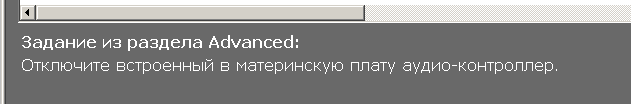 Задание из раздела Advanced:
Отключите встроенный в материнскую плату аудио-контроллер.